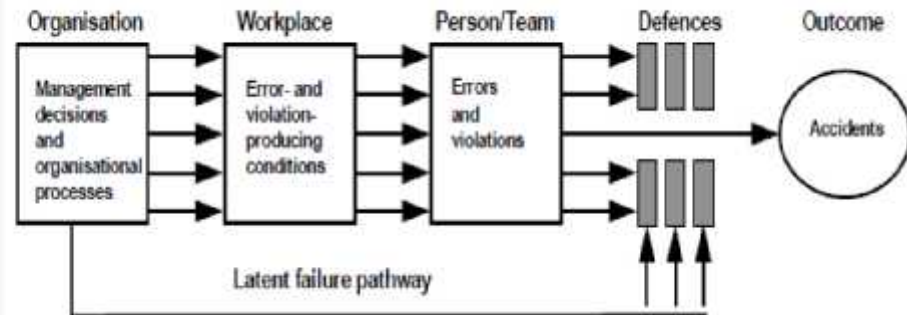 Organisation
Workplace
Person/Team
Defences
Outcome
Management
decisions
and
organisational
processes
Error- and
violation-
producing
conditions
Errors
and
violations
Accidents
Latent failure pathway